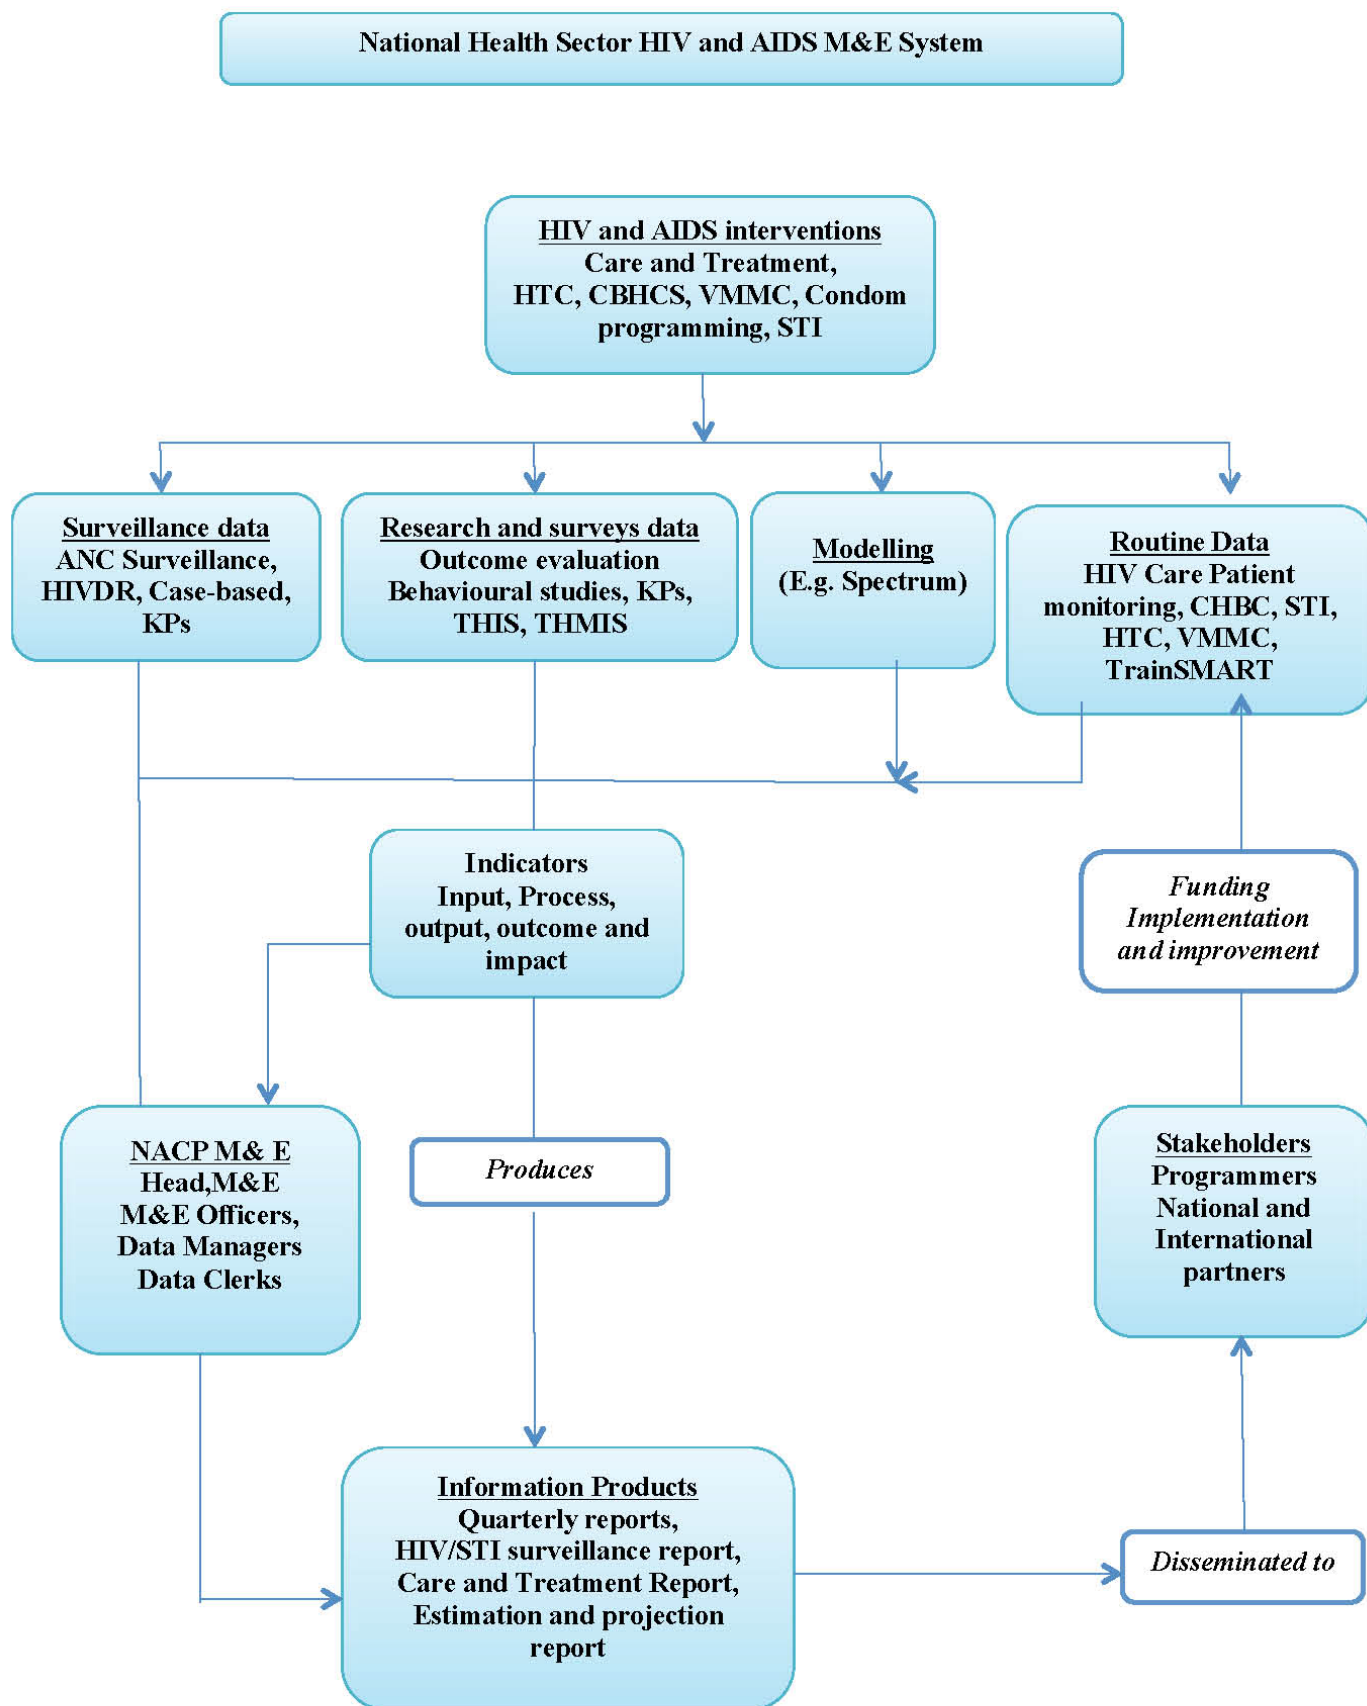 National Health Sector HIV and AIDS M&E System
HIV and AIDS interventions
Care and Treatment,
HTC, CBHCS, VMMC, Condom
programming, STI
Surveillance data
ANC Surveillance,
HIVDR, Case-based,
KPs
Research and surveys data
Outcome evaluation
Behavioural studies, KPs,
THIS, THMIS
Modelling
(E.g. Spectrum)
Routine Data
HIV Care Patient
monitoring, CHBC, STI,
HTC, VMMC,
TrainSMART
Indicators
Input, Process,
output, outcome and
impact
Funding
Implementation
and improvement
NACP M& E
Head,M&E
M&E Officers,
Data Managers
Data Clerks
Produces
Stakeholders
Programmers
National and
International
partners
Information Products
Quarterly reports,
HIV/STI surveillance report,
Care and Treatment Report,
Estimation and projection
report
Disseminated to